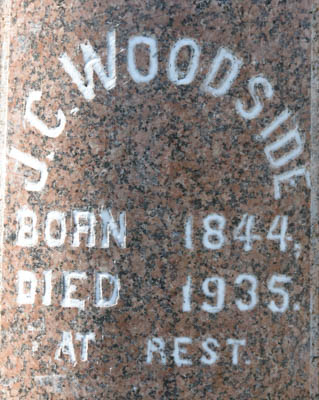 J.C. WOODSIDE
BORN 1844,
DIED 1935.
AT REST.